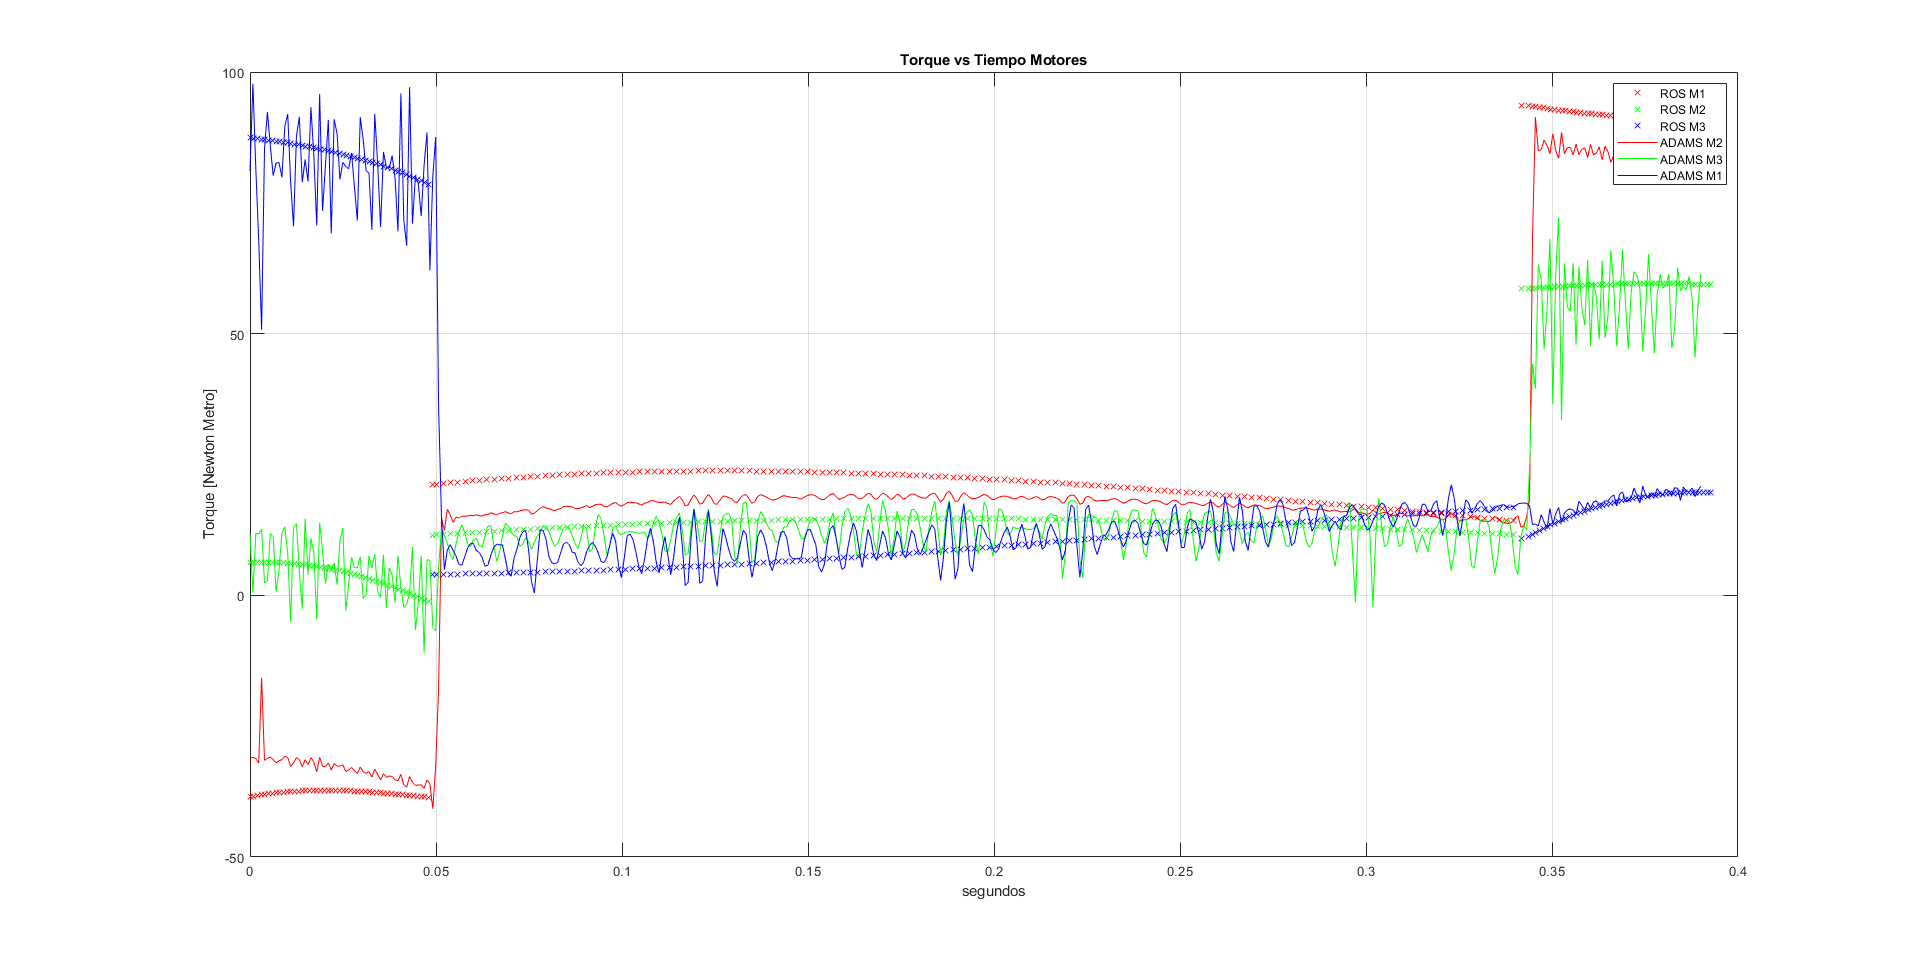 Torque vs Tiempo Motores
100
50
0
-50
Torque [Newton Metro]
0
0.05
0.1
0.15
0.2
0.25
0.3
0.35
0.4
segundos
ROS M1
ROS M2
ROS M3
ADAMS M2
ADAMS M3
ADAMS M1